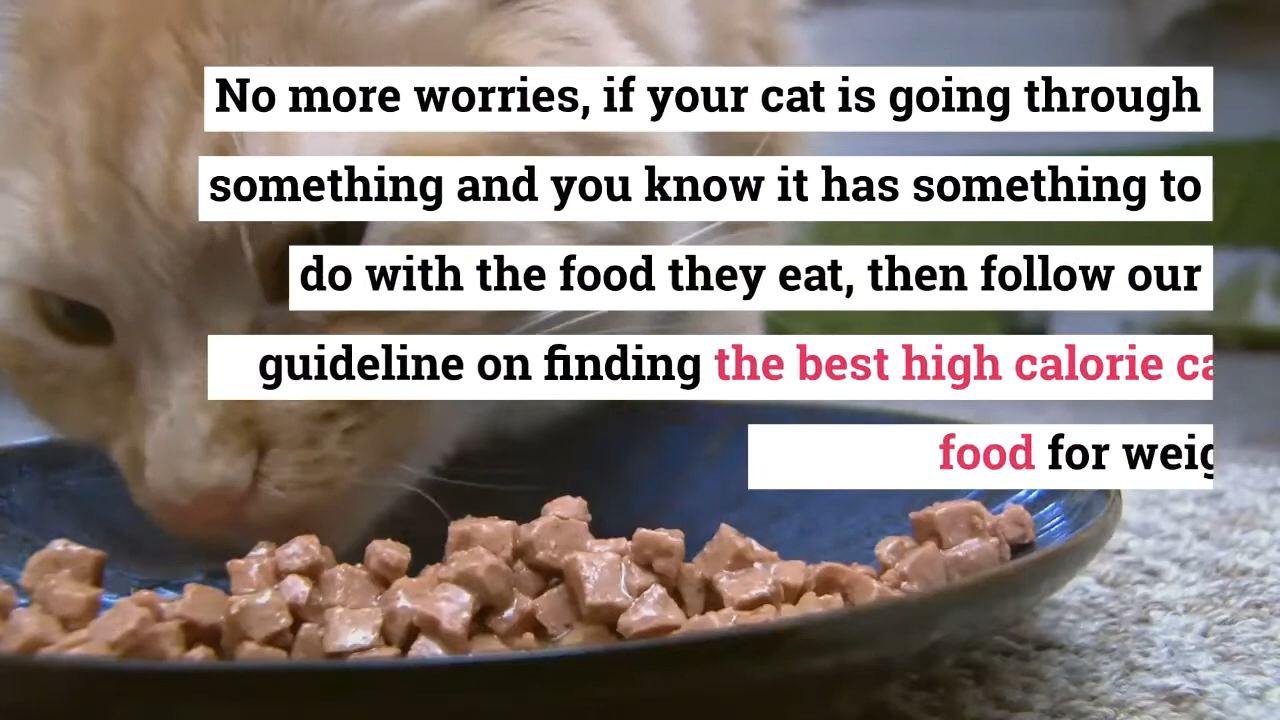 No more worries, if your cat is going through
something and you know it has something to
do with the food they eat, then follow our
guideline on finding the best high calorie
food for